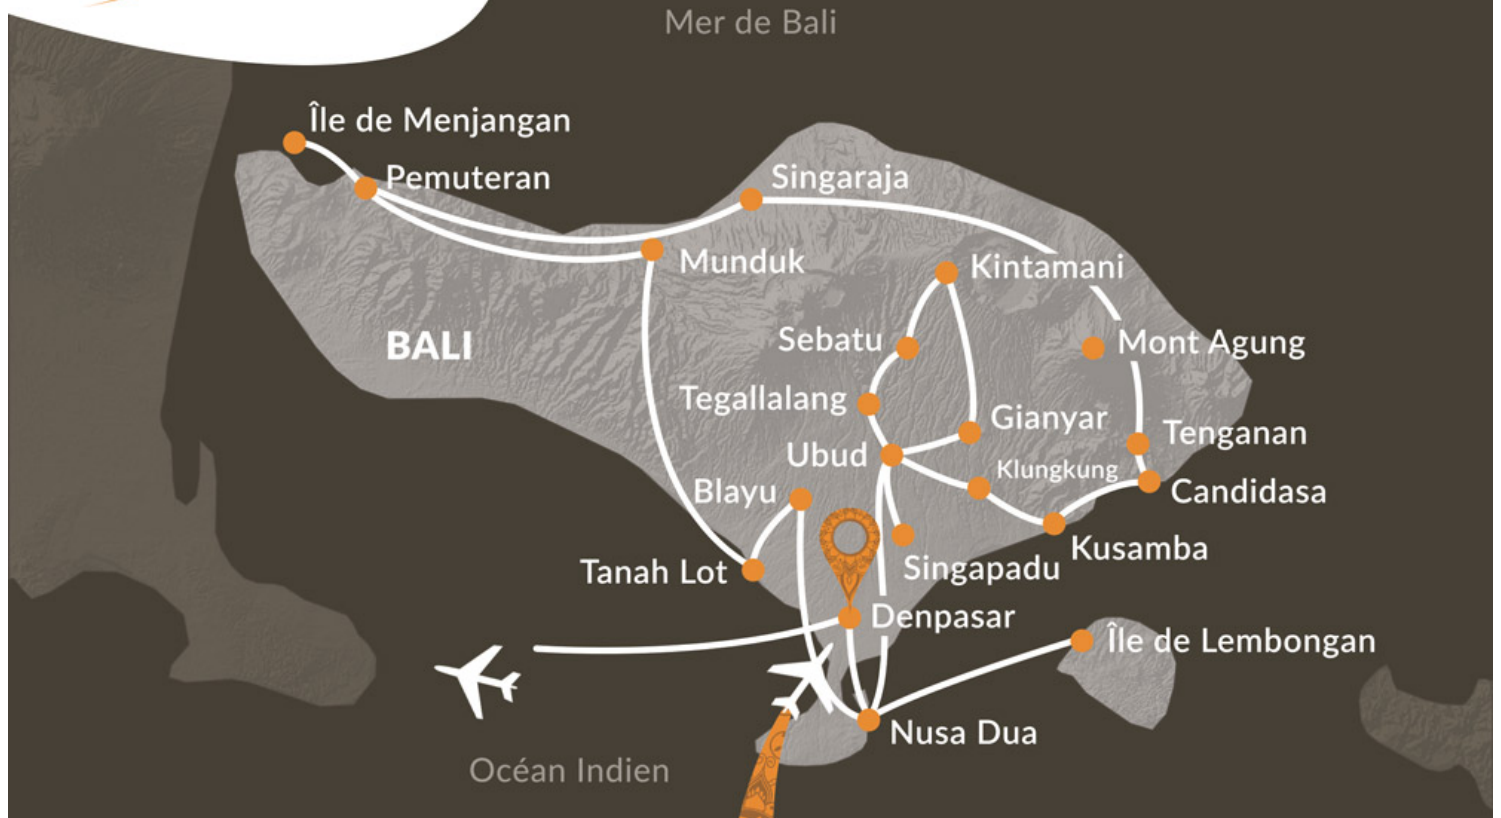 Mer de Bali
Île de Menjangan
Pemuteran
Singaraja
Munduk
Kintamani
BALI
Sebatu
Mont Agung
Tegallalang
Gianyar
Tenganan
Ubud
Klungkung
Blayu
Candidasa
Kusamba
Tanah Lot
Singapadu
Denpasar
Île de Lembongan
Nusa Dua
Océan Indien